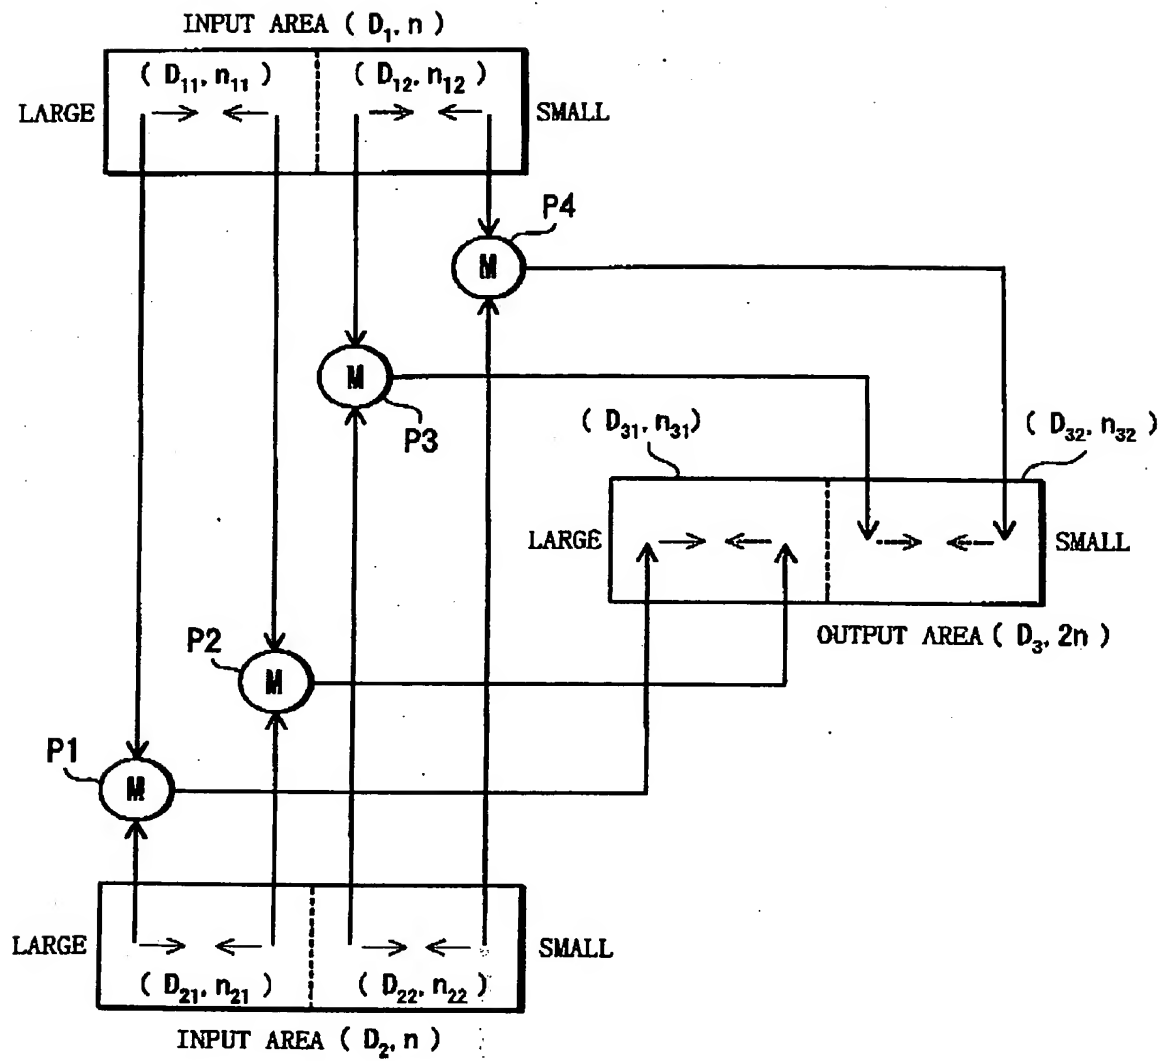 INPUT AREA ( D₁, n )
( D₁₁, n₁₁ ) ( D₁₂, n₁₂ )
LARGE SMALL
P4
M
M
P3
( D₃₁, n₃₁) ( D₃₂, n₃₂ )
LARGE SMALL
OUTPUT AREA ( D₃, 2n )
P2
M
P1
M
LARGE SMALL
( D₂₁, n₂₁ ) ( D₂₂, n₂₂ )
INPUT AREA ( D₂, n )